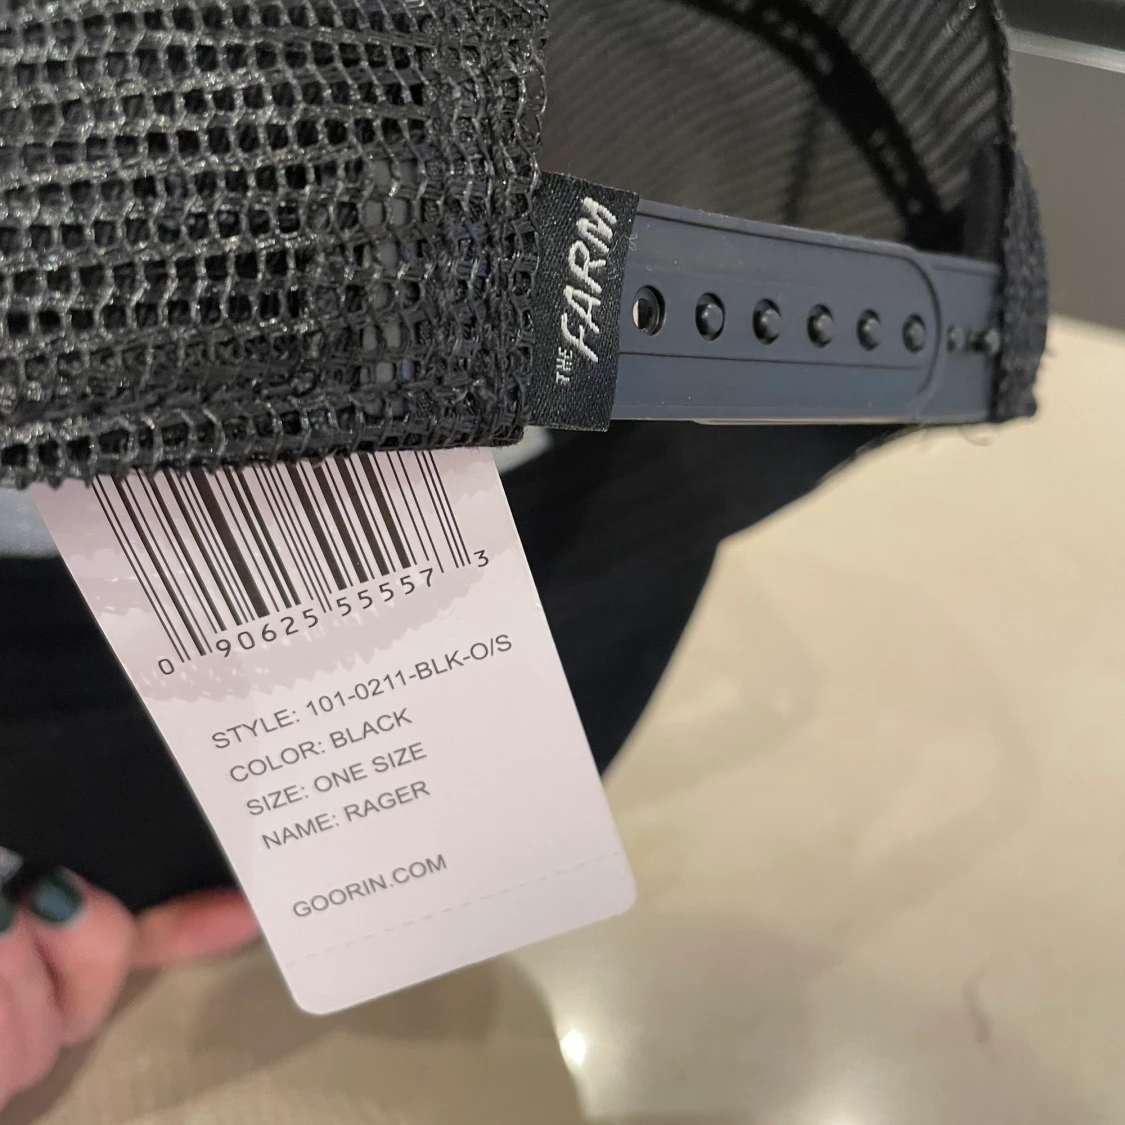 THE FARM
0 90625 55557 3
STYLE: 101-0211-BLK-O/S
COLOR: BLACK
SIZE: ONE SIZE
NAME: RAGER
GOORIN.COM